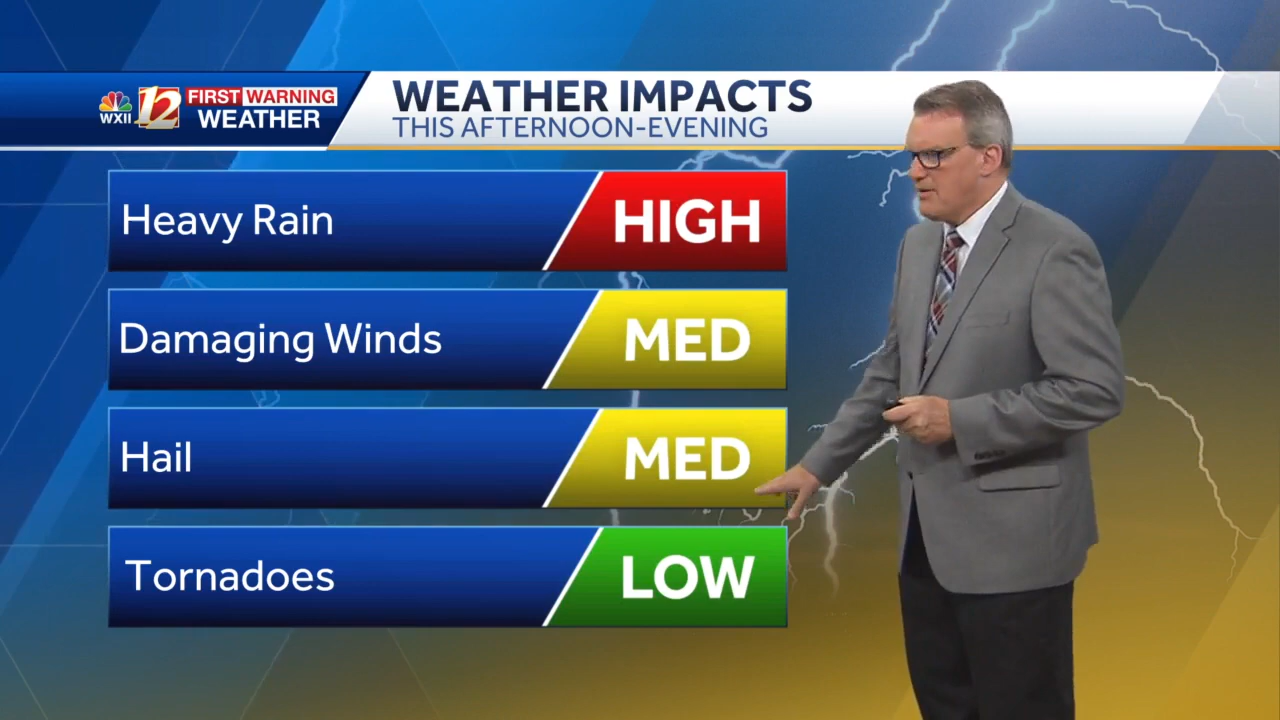 WXII 12 FIRST WARNING
WEATHER
WEATHER IMPACTS
THIS AFTERNOON-EVENING
Heavy Rain HIGH
Damaging Winds MED
Hail MED
Tornadoes LOW